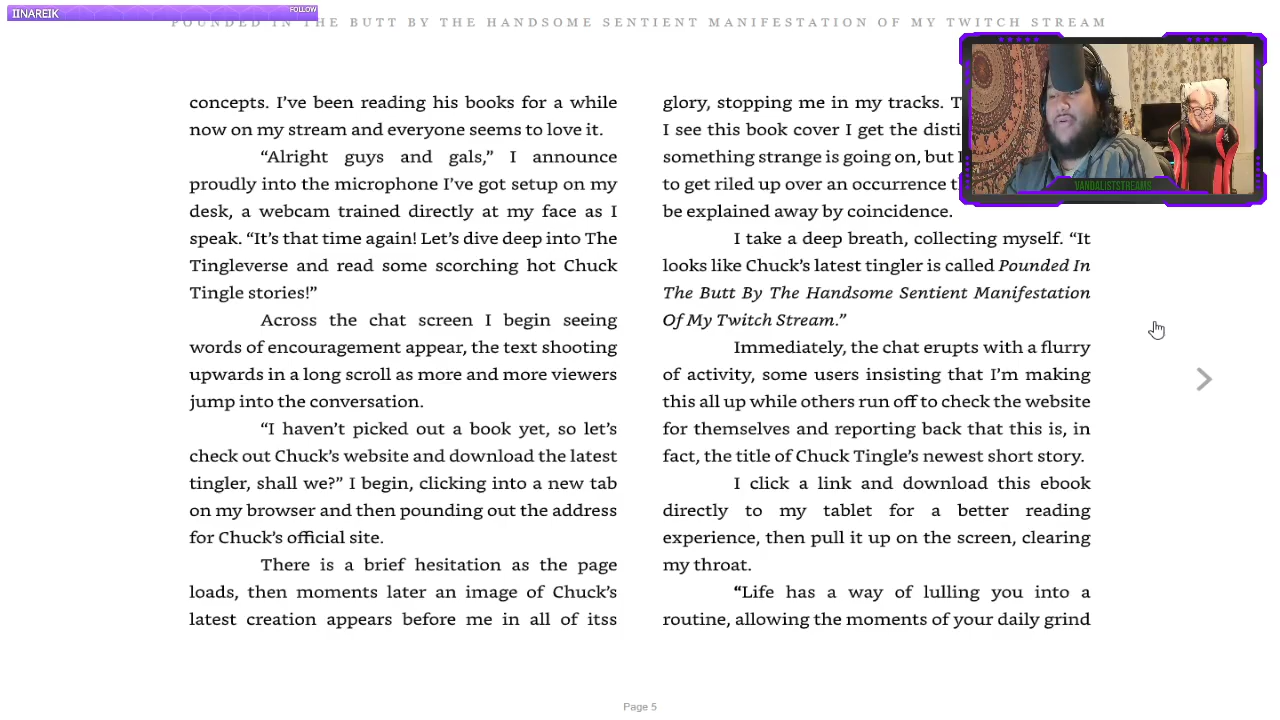 IINAREIK
FOLLOW
POUNDED IN THE BUTT BY THE HANDSOME SENTIENT MANIFESTATION OF MY TWITCH STREAM
concepts. I’ve been reading his books for a while
now on my stream and everyone seems to love it.
“Alright guys and gals,” I announce
proudly into the microphone I’ve got setup on my
desk, a webcam trained directly at my face as I
speak. “It’s that time again! Let’s dive deep into The
Tingleverse and read some scorching hot Chuck
Tingle stories!”
Across the chat screen I begin seeing
words of encouragement appear, the text shooting
upwards in a long scroll as more and more viewers
jump into the conversation.
“I haven’t picked out a book yet, so let’s
check out Chuck’s website and download the latest
tingler, shall we?” I begin, clicking into a new tab
on my browser and then pounding out the address
for Chuck’s official site.
There is a brief hesitation as the page
loads, then moments later an image of Chuck’s
latest creation appears before me in all of itss
glory, stopping me in my tracks.
I see this book cover I get the
something strange is going on, but
to get riled up over an occurrence
be explained away by coincidence.
I take a deep breath, collecting myself. “It
looks like Chuck’s latest tingler is called Pounded In
The Butt By The Handsome Sentient Manifestation
Of My Twitch Stream.”
Immediately, the chat erupts with a flurry
of activity, some users insisting that I’m making
this all up while others run off to check the website
for themselves and reporting back that this is, in
fact, the title of Chuck Tingle’s newest short story.
I click a link and download this ebook
directly to my tablet for a better reading
experience, then pull it up on the screen, clearing
my throat.
“Life has a way of lulling you into a
routine, allowing the moments of your daily grind
VANDALISTSTREAMS
Page 5